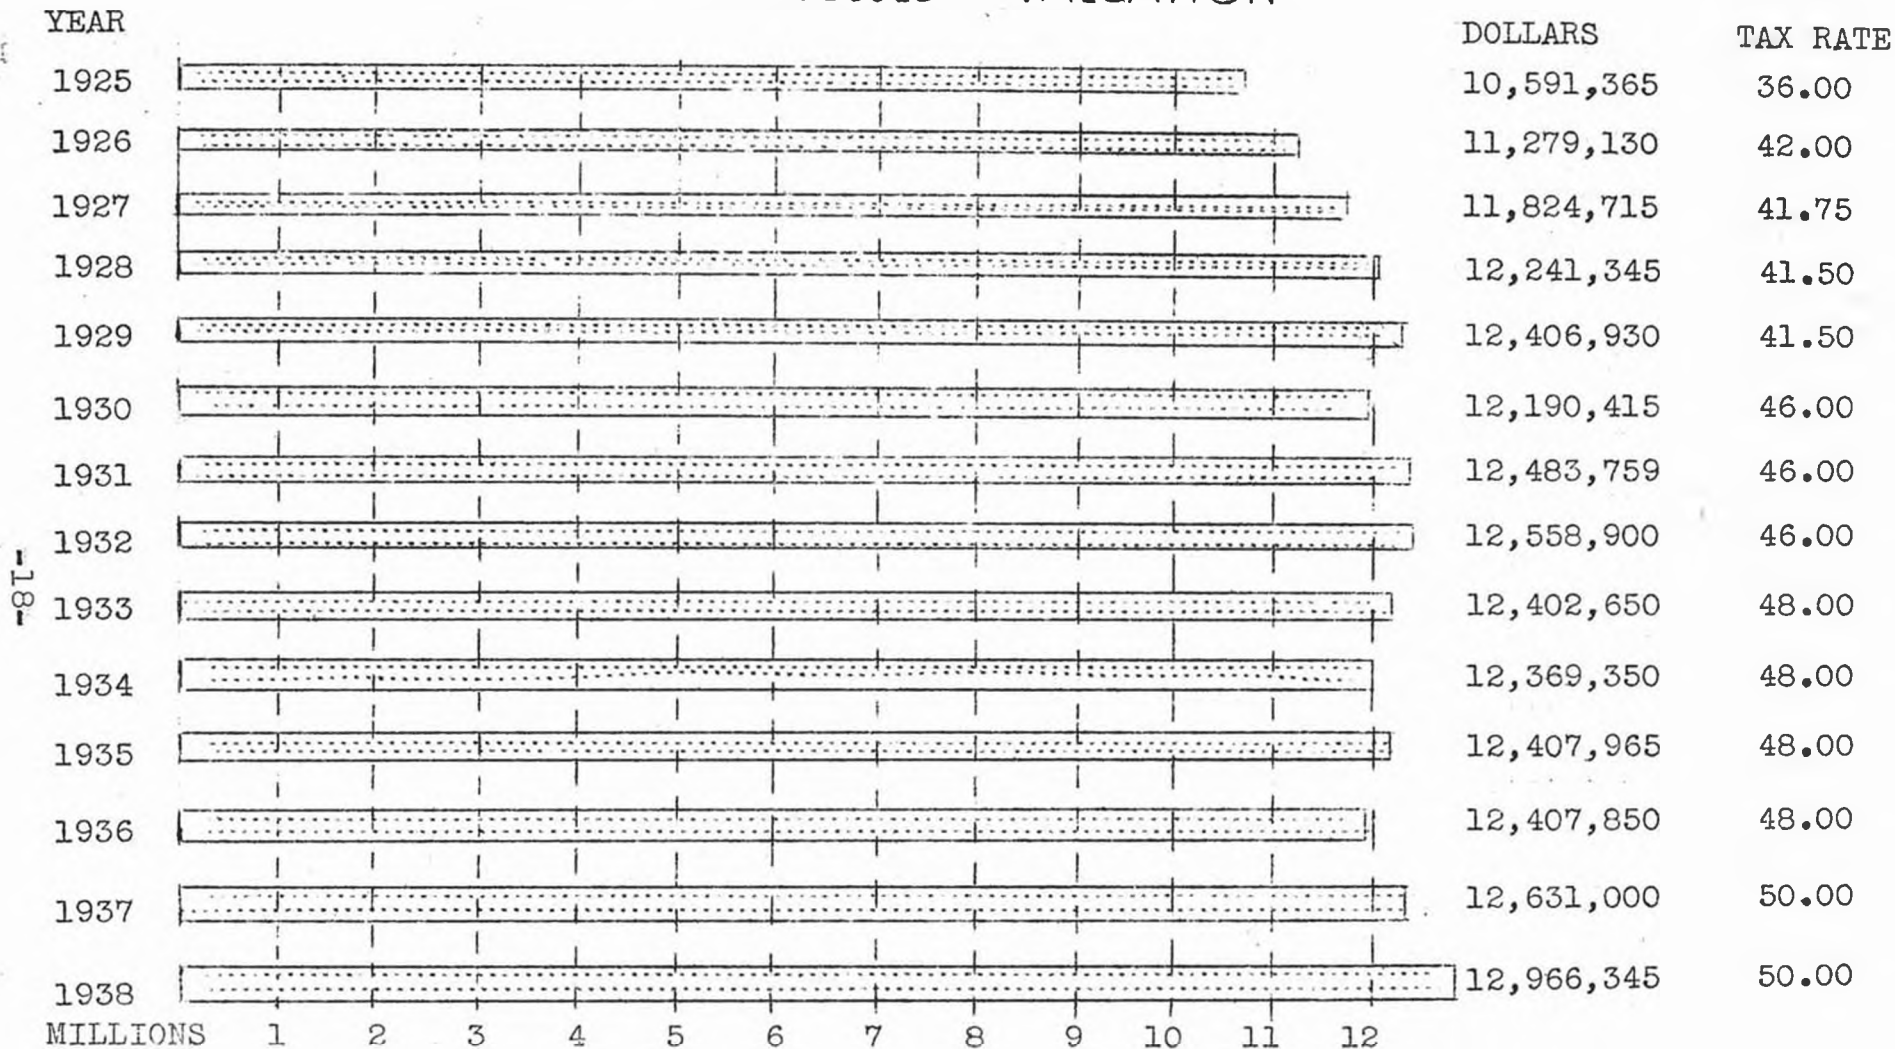 VALUATION
YEAR DOLLARS TAX RATE
1925 10,591,365 36.00
1926 11,279,130 42.00
1927 11,824,715 41.75
1928 12,241,345 41.50
1929 12,406,930 41.50
1930 12,190,415 46.00
1931 12,483,759 46.00
1932 12,558,900 46.00
1933 12,402,650 48.00
1934 12,369,350 48.00
1935 12,407,965 48.00
1936 12,407,850 48.00
1937 12,631,000 50.00
1938 12,966,345 50.00
MILLIONS 1 2 3 4 5 6 7 8 9 10 11 12
-18-